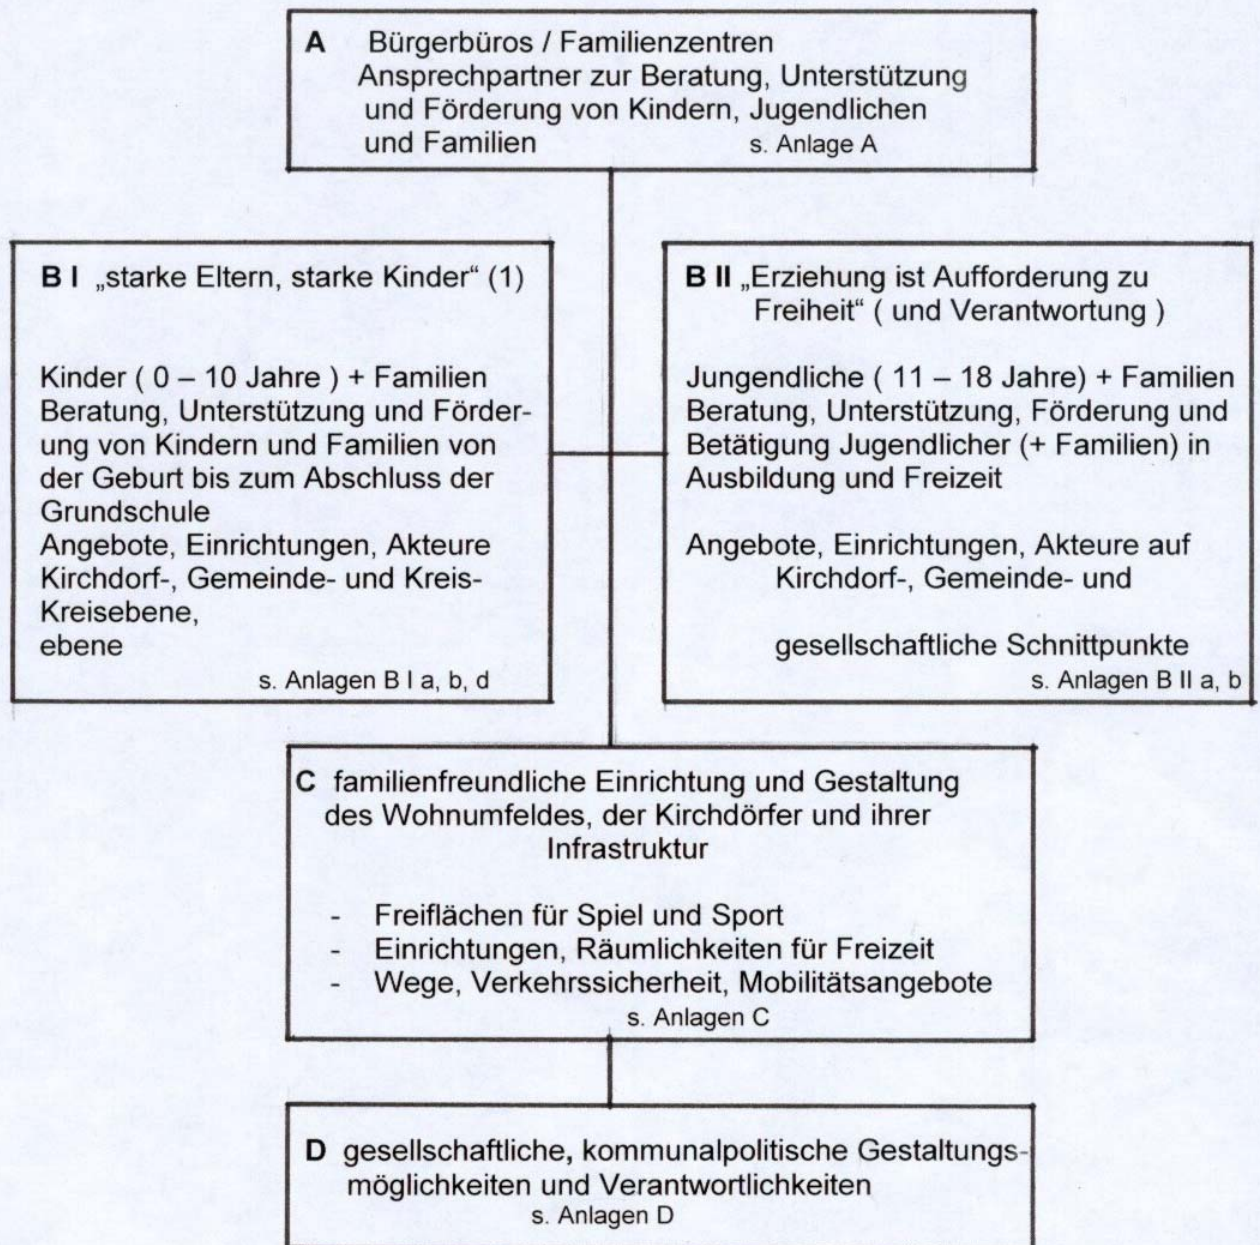 A Bürgerbüros / Familienzentren
Ansprechpartner zur Beratung, Unterstützung
und Förderung von Kindern, Jugendlichen
und Familien s. Anlage A
B I „starke Eltern, starke Kinder“ (1)
Kinder ( 0 – 10 Jahre ) + Familien
Beratung, Unterstützung und Förder-
ung von Kindern und Familien von
der Geburt bis zum Abschluss der
Grundschule
Angebote, Einrichtungen, Akteure
Kirchdorf-, Gemeinde- und Kreis-
Kreisebene,
ebene
s. Anlagen B I a, b, d
B II „Erziehung ist Aufforderung zu
Freiheit“ ( und Verantwortung )
Jungendliche ( 11 – 18 Jahre) + Familien
Beratung, Unterstützung, Förderung und
Betätigung Jugendlicher (+ Familien) in
Ausbildung und Freizeit
Angebote, Einrichtungen, Akteure auf
Kirchdorf-, Gemeinde- und
gesellschaftliche Schnittpunkte
s. Anlagen B II a, b
C familienfreundliche Einrichtung und Gestaltung
des Wohnumfeldes, der Kirchdörfer und ihrer
Infrastruktur
- Freiflächen für Spiel und Sport
- Einrichtungen, Räumlichkeiten für Freizeit
- Wege, Verkehrssicherheit, Mobilitätsangebote
s. Anlagen C
D gesellschaftliche, kommunalpolitische Gestaltungs-
möglichkeiten und Verantwortlichkeiten
s. Anlagen D